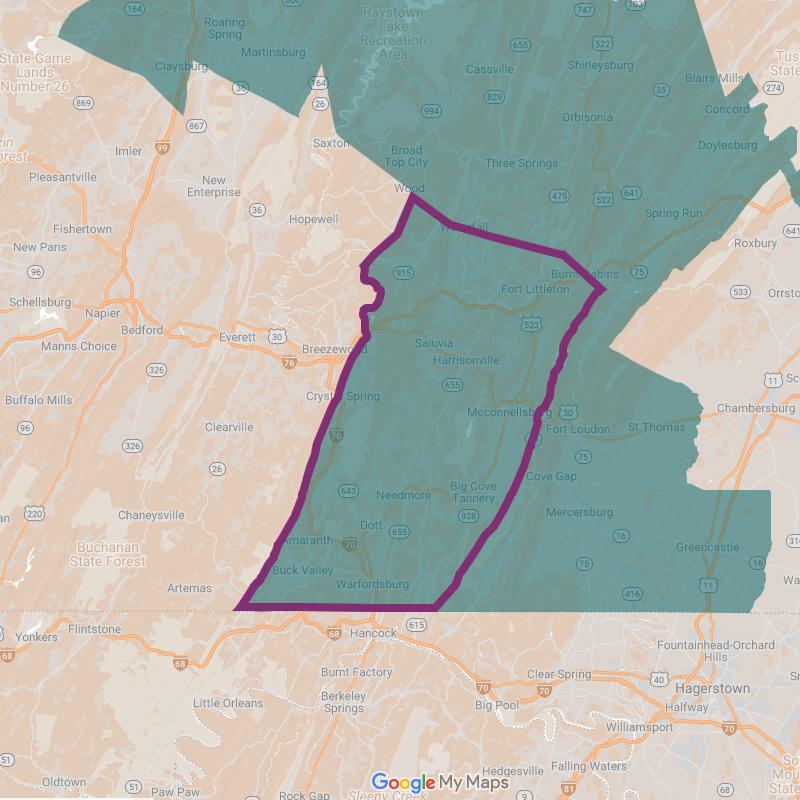 164
Roaring
Spring
Raystown
Lake
Recreation
Area
747
522
655
Shirleysburg
State Game
Lands
Number 26
Martinsburg
Claysburg
36
164
26
Cassville
829
35
Blairs Mills
274
869
867
994
Orbisonia
Concord
Imler
99
Saxton
Broad
Top City
Doylesburg
Three Springs
Pleasantville
New
Enterprise
Wood
475
522
641
36
Hopewell
Spring Run
Fishertown
New Paris
641
Roxbury
96
915
75
Fort Littleton
533
Schellsburg
Napier
Bedford
Everett
30
522
Manns Choice
76
Saluvia
Harrisonville
326
655
11
Buffalo Mills
Mcconnellsburg
30
Chambersburg
96
Clearville
Fort Loudon
St Thomas
326
70
75
26
Cove Gap
643
Needmore
Big Cove
Tannery
220
Chaneysville
928
Mercersburg
Dott
655
16
Amaranth
70
Buchanan
State Forest
Greencastle
16
Buck Valley
75
11
Artemas
Warfordsburg
416
Yonkers
Flintstone
68
Hancock
615
68
68
Fountainhead-Orchard
Hills
Burnt Factory
Clear Spring
40
Berkeley
Springs
70
70
Hagerstown
Little Orleans
Big Pool
Halfway
Williamsport
70
51
Hedgesville
Falling Waters
Oldtown
51
Paw Paw
Rock Gap
Sleepy Creek
81
Google My Maps